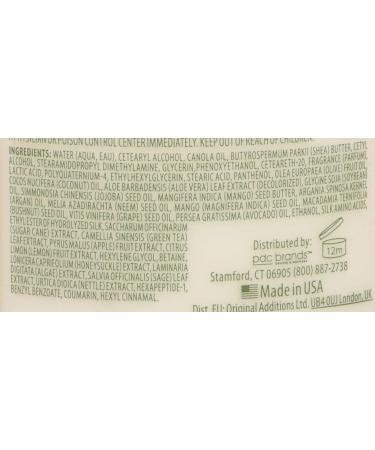 PHYSICIAN OR POISON CONTROL CENTER IMMEDIATELY. KEEP OUT OF REACH OF CHILDREN.
INGREDIENTS: WATER (AQUA, EAU), CETEARYL ALCOHOL, CANOLA OIL, BUTYROSPERMUM PARKII (SHEA) BUTTER, CETYL
ALCOHOL, STEARAMIDOPROPYL DIMETHYLAMINE, GLYCERIN, PHENOXYETHANOL, CETEARETH-20, FRAGRANCE (PARFUM),
LACTIC ACID, POLYQUATERNIUM-4, ETHYLHEXYLGLYCERIN, STEARIC ACID, PANTHENOL, OLEA EUROPAEA (OLIVE) FRUIT OIL,
COCOS NUCIFERA (COCONUT) OIL, ALOE BARBADENSIS (ALOE VERA) LEAF EXTRACT (DECOLORIZED), GLYCINE SOJA (SOYBEAN)
OIL, SIMMONDSIA CHINENSIS (JOJOBA) SEED OIL, MANGIFERA INDICA (MANGO) SEED BUTTER, ARGANIA SPINOSA KERNEL
(ARGAN) OIL, MELIA AZADIRACHTA (NEEM) SEED OIL, MANGIFERA INDICA (MANGO) SEED OIL, MACADAMIA TERNIFOLIA
(BUSHNUT) SEED OIL, VITIS VINIFERA (GRAPE) SEED OIL, PERSEA GRATISSIMA (AVOCADO) OIL, ETHANOL, SILK AMINO ACIDS,
ETHYLESTER OF HYDROLYZED SILK, SACCHARUM OFFICINARUM
(SUGAR CANE) EXTRACT, CAMELLIA SINENSIS (GREEN TEA)
LEAF EXTRACT, PYRUS MALUS (APPLE) FRUIT EXTRACT, CITRUS
LIMON (LEMON) FRUIT EXTRACT, HEXYLENE GLYCOL, BETAINE,
LONICERA CAPRIFOLIUM (HONEYSUCKLE) EXTRACT, LAMINARIA
DIGITATA (ALGAE) EXTRACT, SALVIA OFFICINALIS (SAGE) LEAF
EXTRACT, URTICA DIOICA (NETTLE) EXTRACT, HEXAPEPTIDE-1,
BENZYL BENZOATE, COUMARIN, HEXYL CINNAMAL.
Distributed by:
pdc brands™
Stamford, CT 06905 (800) 887-2738
12m
Made in USA
Dist. EU: Original Additions Ltd. UB4 0UJ London, UK